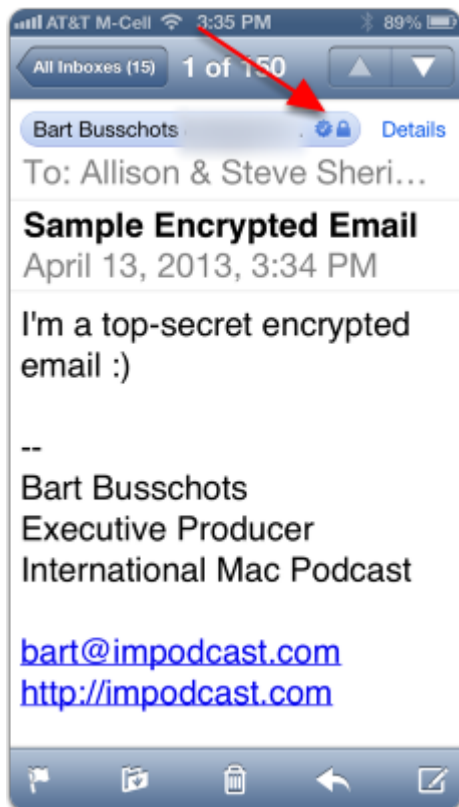 AT&T M-Cell 3:35 PM 89%
All Inboxes (15) 1 of 150
Bart Busschots Details
To: Allison & Steve Sheri...
Sample Encrypted Email
April 13, 2013, 3:34 PM
I'm a top-secret encrypted
email :)
--
Bart Busschots
Executive Producer
International Mac Podcast
bart@impodcast.com
http://impodcast.com